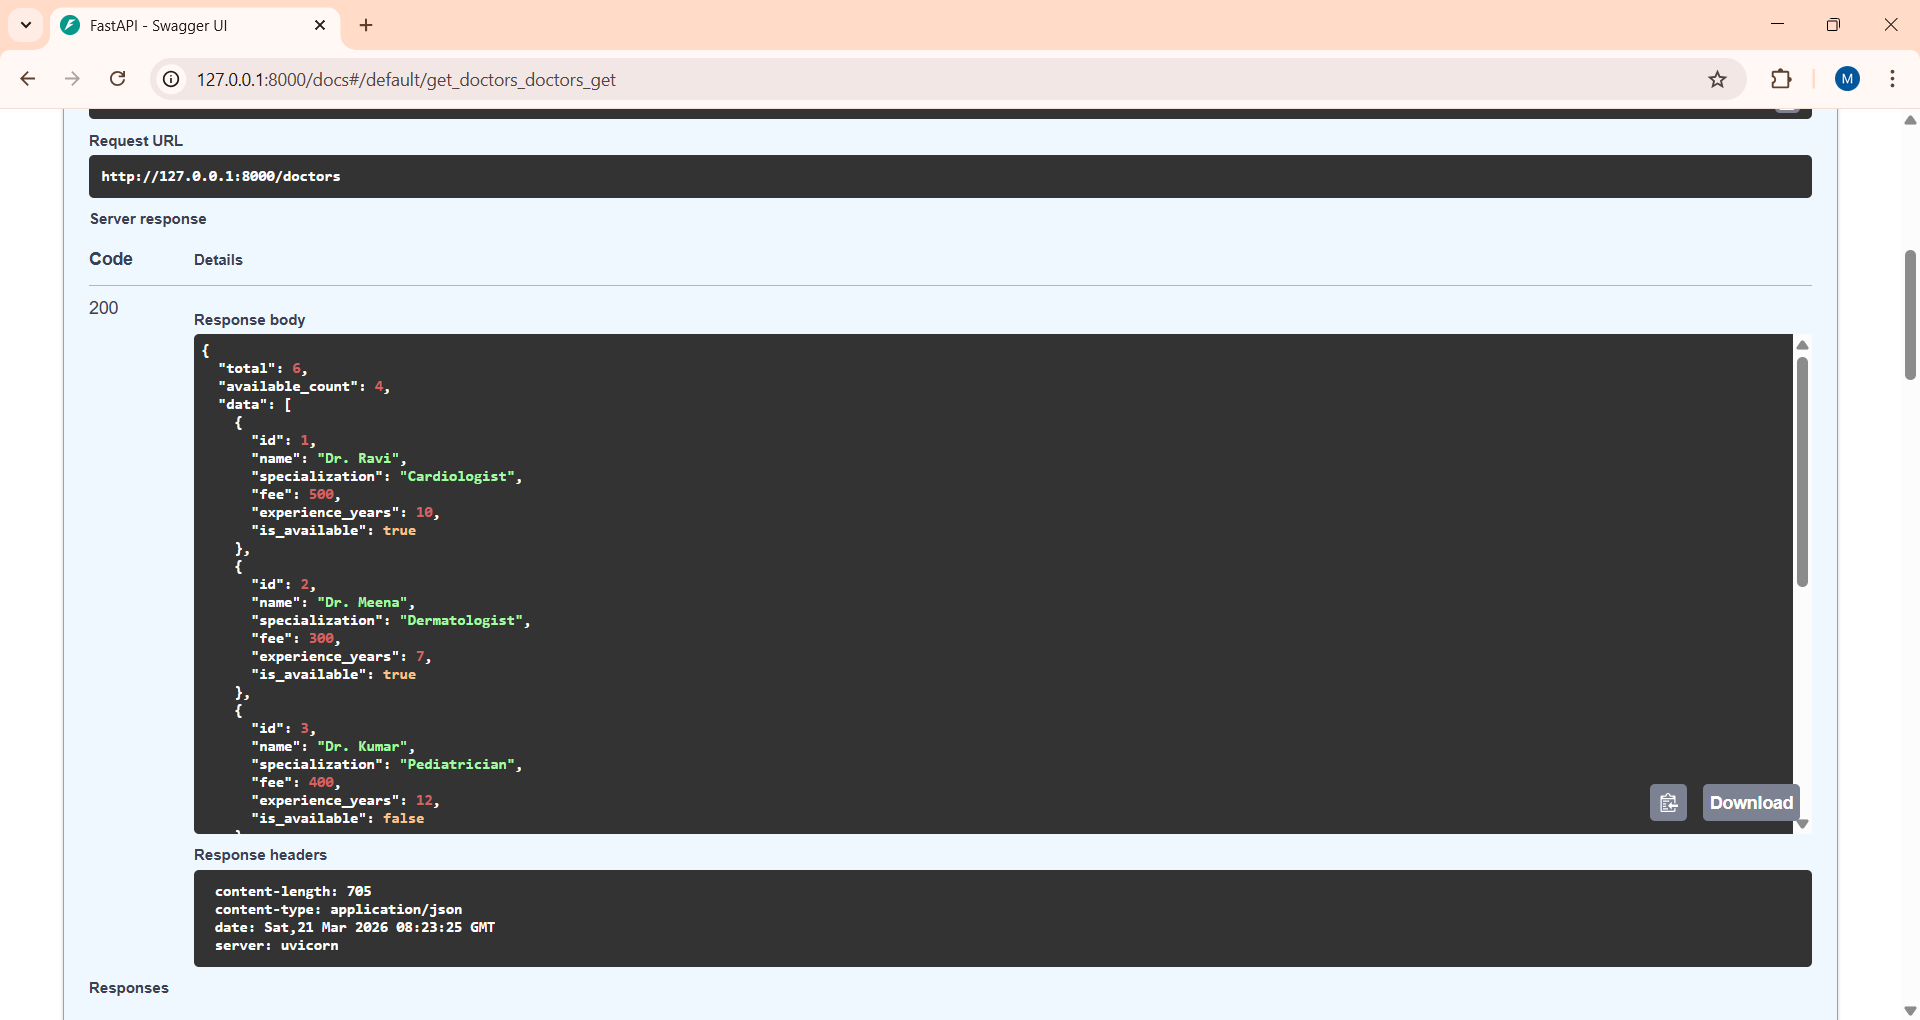 FastAPI - Swagger UI
127.0.0.1:8000/docs#/default/get_doctors_doctors_get
M
Request URL
http://127.0.0.1:8000/doctors
Server response
Code Details
200
Response body
{
  "total": 6,
  "available_count": 4,
  "data": [
    {
      "id": 1,
      "name": "Dr. Ravi",
      "specialization": "Cardiologist",
      "fee": 500,
      "experience_years": 10,
      "is_available": true
    },
    {
      "id": 2,
      "name": "Dr. Meena",
      "specialization": "Dermatologist",
      "fee": 300,
      "experience_years": 7,
      "is_available": true
    },
    {
      "id": 3,
      "name": "Dr. Kumar",
      "specialization": "Pediatrician",
      "fee": 400,
      "experience_years": 12,
      "is_available": false
Download
Response headers
content-length: 705
content-type: application/json
date: Sat,21 Mar 2026 08:23:25 GMT
server: uvicorn
Responses